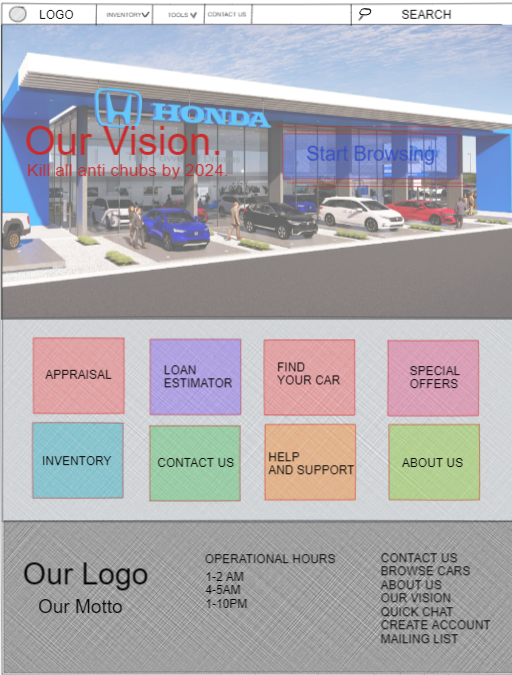 LOGO
INVENTORY
TOOLS
CONTACT US
SEARCH
HONDA
Our Vision.
Kill all anti chubs by 2024.
Start Browsing
APPRAISAL
LOAN
ESTIMATOR
FIND
YOUR CAR
SPECIAL
OFFERS
INVENTORY
CONTACT US
HELP
AND SUPPORT
ABOUT US
Our Logo
Our Motto
OPERATIONAL HOURS
1-2 AM
4-5AM
1-10PM
CONTACT US
BROWSE CARS
ABOUT US
OUR VISION
QUICK CHAT
CREATE ACCOUNT
MAILING LIST